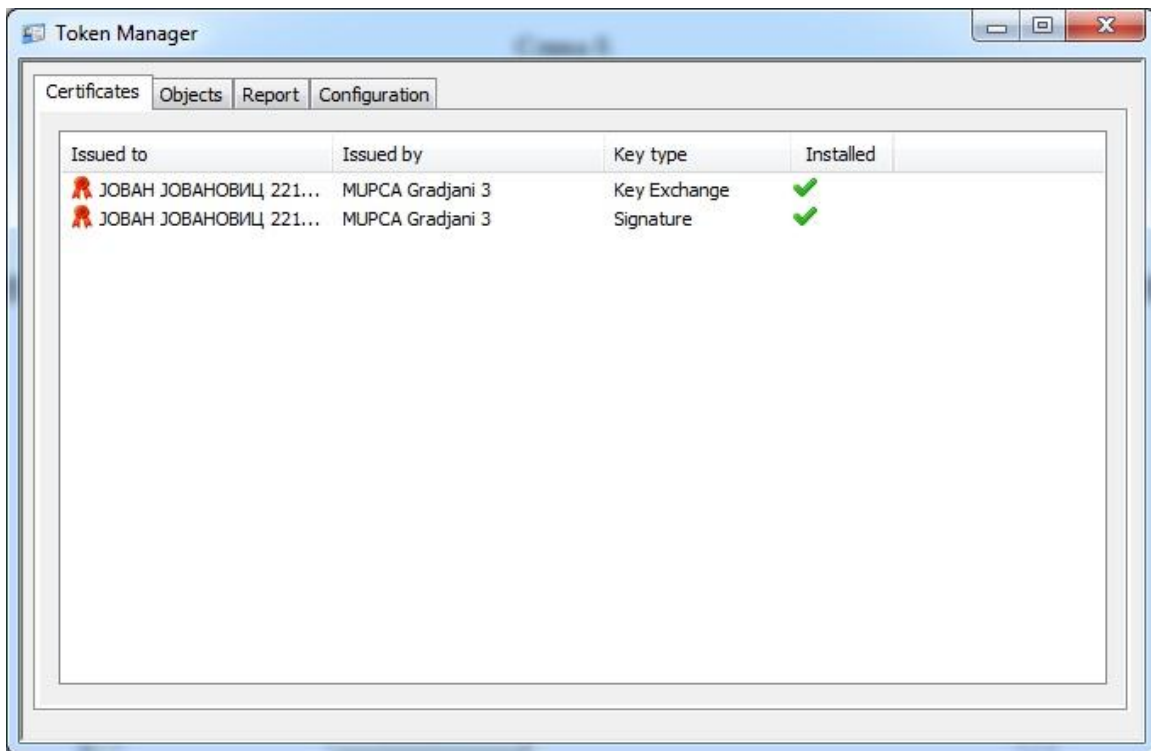 Token Manager
Certificates Objects Report Configuration
Issued to Issued by Key type Installed
ЈОВАН ЈОВАНОВИЦ 221... MUPCA Gradjani 3 Key Exchange
ЈОВАН ЈОВАНОВИЦ 221... MUPCA Gradjani 3 Signature